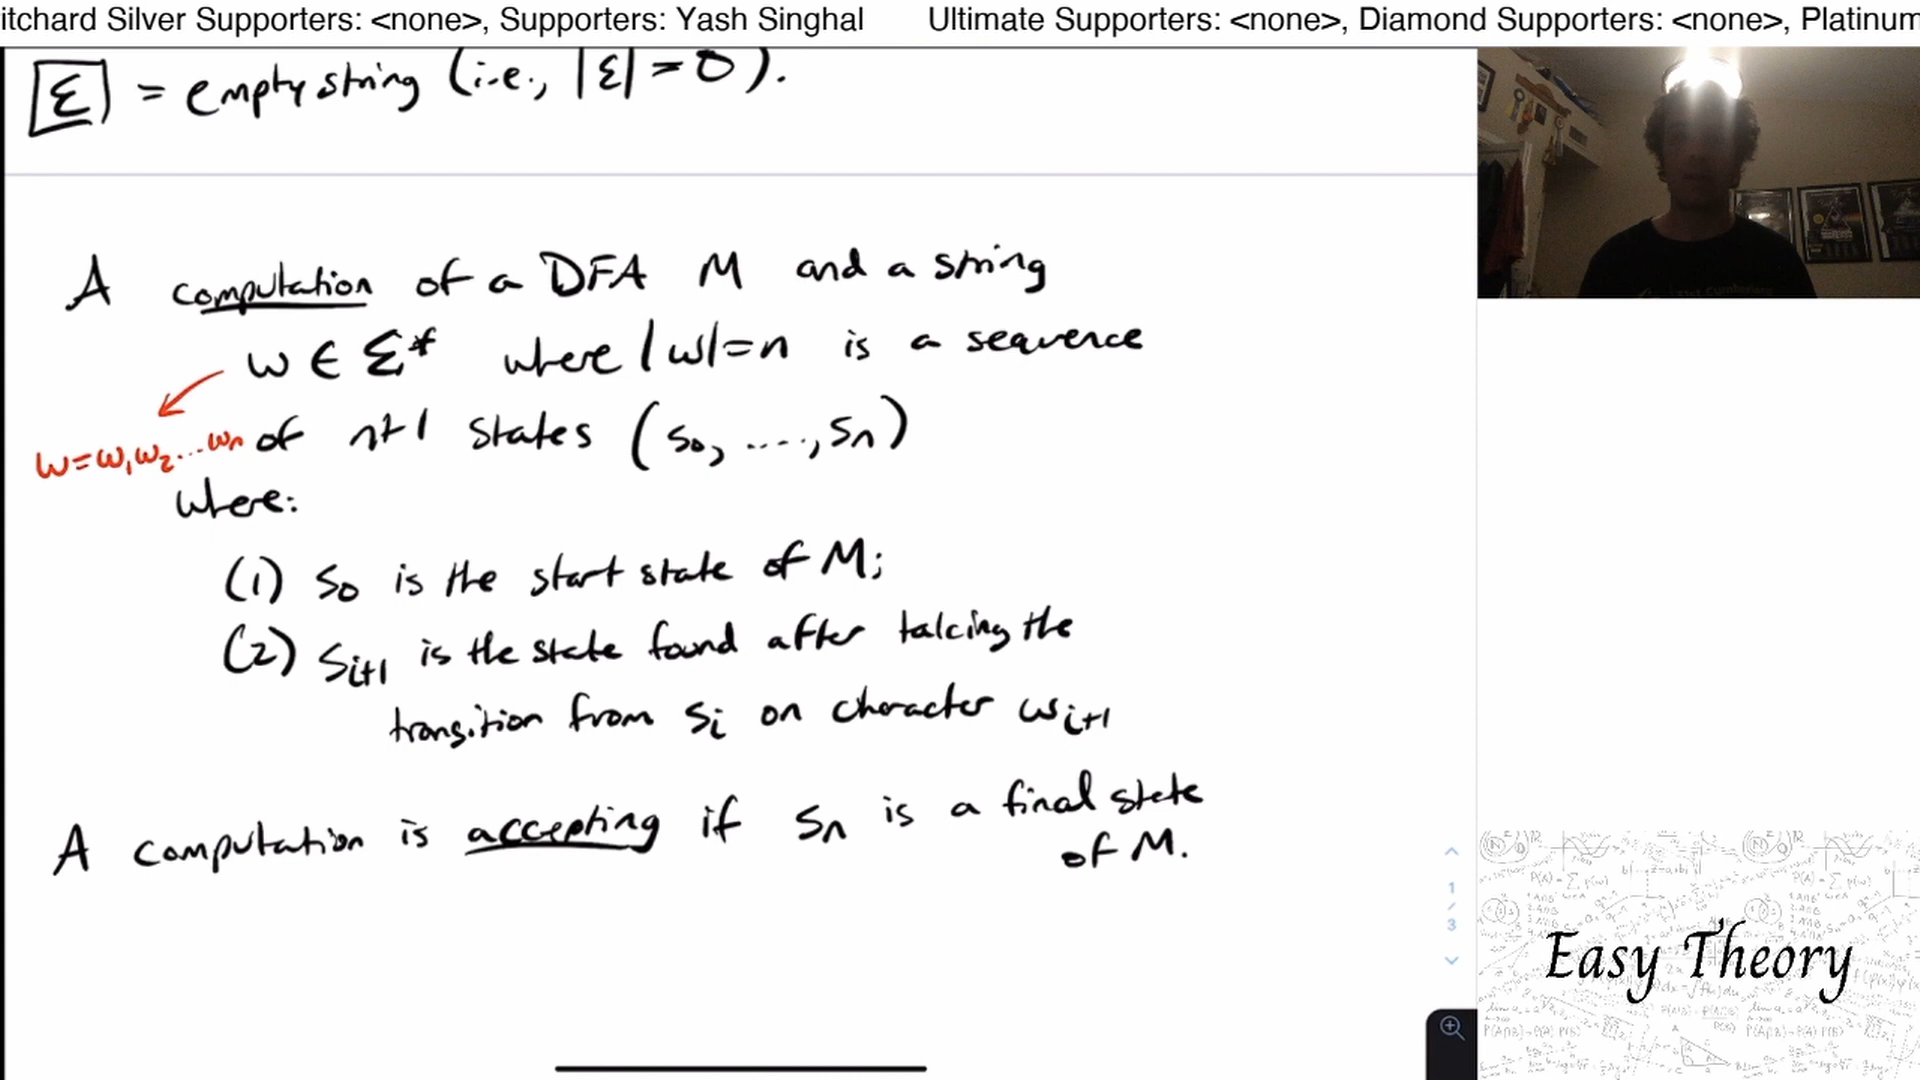 itchard Silver Supporters: <none>, Supporters: Yash Singhal Ultimate Supporters: <none>, Diamond Supporters: <none>, Platinum
ε = empty string (i.e., |ε| = 0).
A computation of a DFA M and a string
w ∈ Σ* where |w|=n is a sequence
of n+1 states (s₀, ...., sₙ)
w=w₁w₂...wₙ
where:
(1) s₀ is the start state of M;
(2) sᵢ₊₁ is the state found after taking the
transition from sᵢ on character wᵢ₊₁
A computation is accepting if sₙ is a final state
of M.
1
/
3
Easy Theory